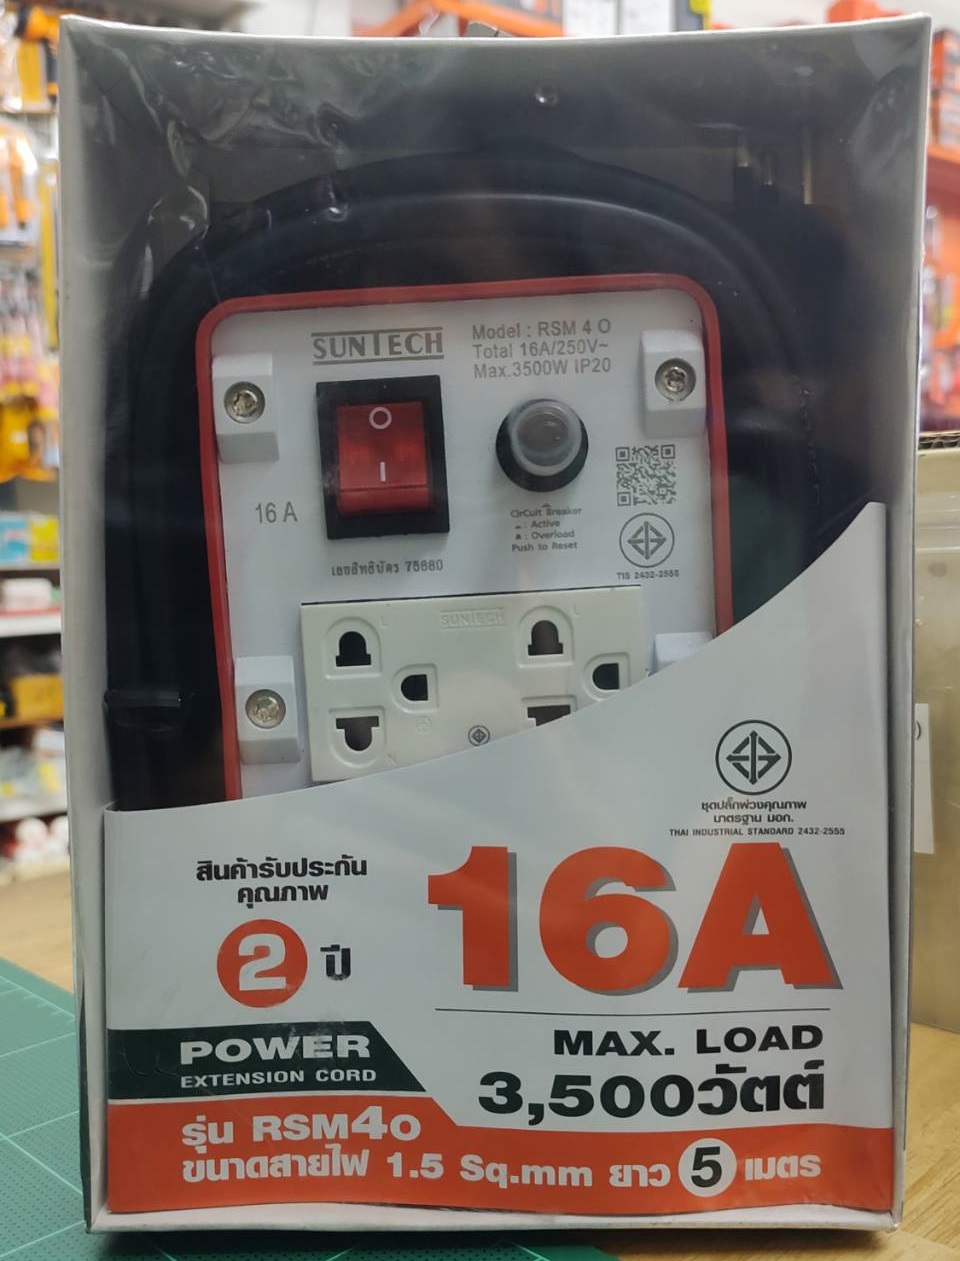 SUNTECH
Model : RSM 4 O
Total 16A/250V~
Max.3500W IP20
O
I
16 A
CirCuit Breaker
: Active
: Overload
Push to Reset
เลขสิทธิบัตร 75880
TIS 2432-2555
SUNTECH
L
L
N
ชุดปลั๊กพ่วงคุณภาพ
มาตรฐาน มอก.
THAI INDUSTRIAL STANDARD 2432-2555
สินค้ารับประกัน
คุณภาพ
2 ปี
16A
MAX. LOAD
3,500วัตต์
POWER
EXTENSION CORD
รุ่น RSM4o
ขนาดสายไฟ 1.5 Sq.mm ยาว 5 เมตร